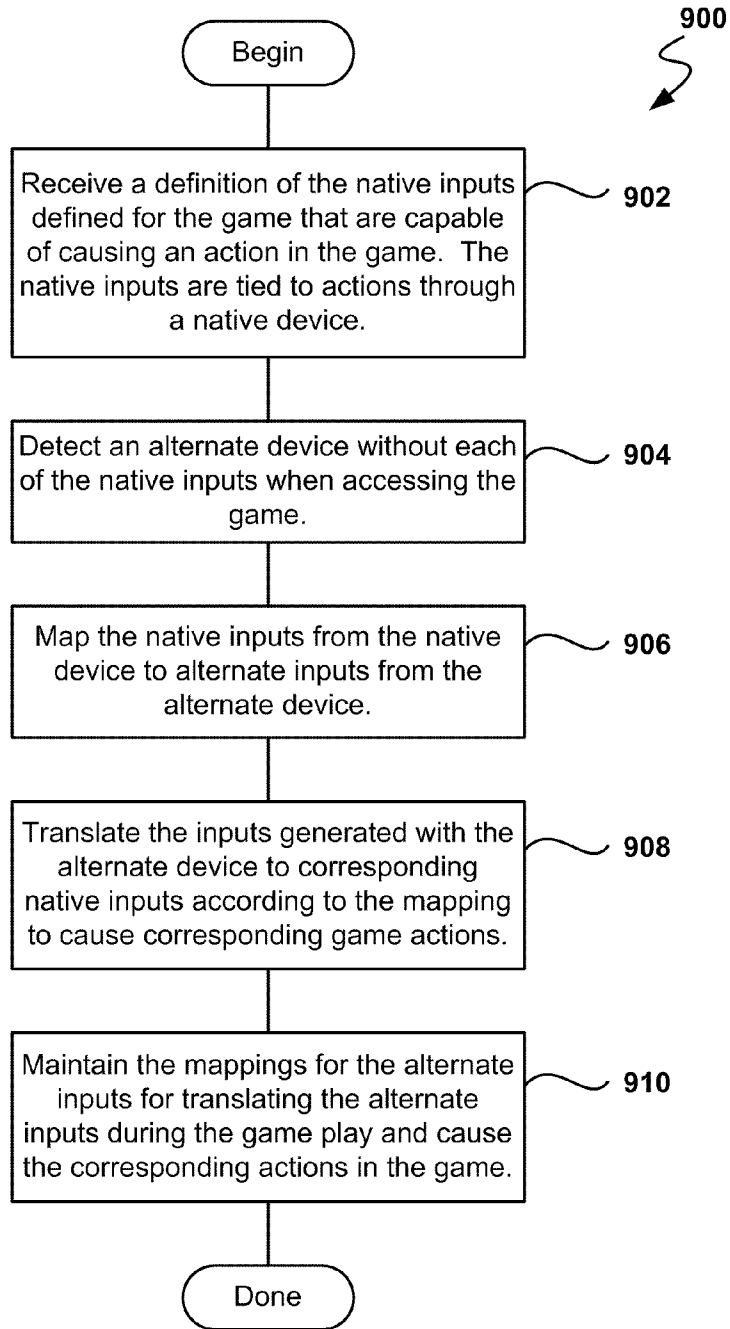 900
Begin
Receive a definition of the native inputs
defined for the game that are capable
of causing an action in the game.  The
native inputs are tied to actions through
a native device.
902
Detect an alternate device without each
of the native inputs when accessing the
game.
904
Map the native inputs from the native
device to alternate inputs from the
alternate device.
906
Translate the inputs generated with the
alternate device to corresponding
native inputs according to the mapping
to cause corresponding game actions.
908
Maintain the mappings for the alternate
inputs for translating the alternate
inputs during the game play and cause
the corresponding actions in the game.
910
Done